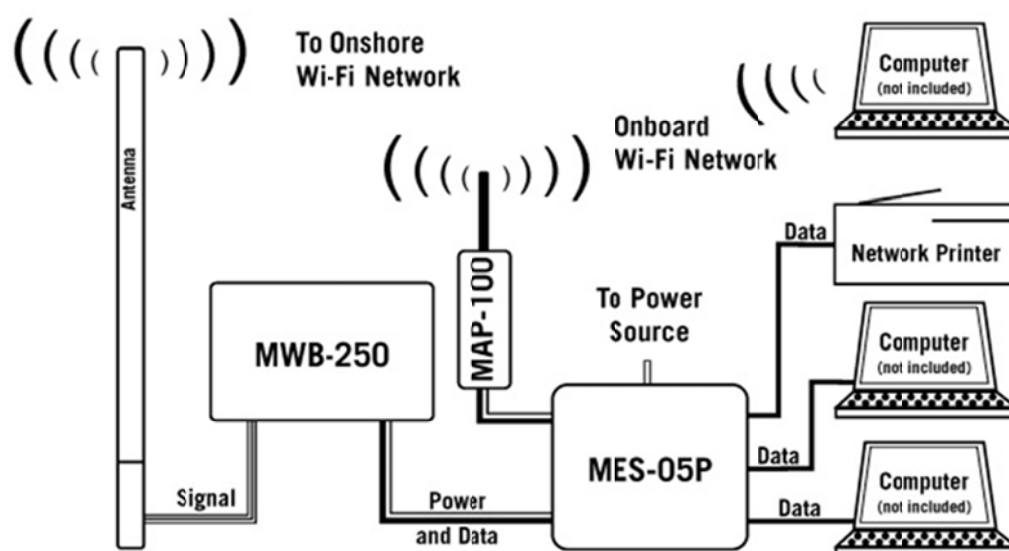 To Onshore
Wi-Fi Network
Antenna
Computer
(not included)
Onboard
Wi-Fi Network
MAP-100
Data
Network Printer
MWB-250
To Power
Source
Computer
(not included)
MES-05P
Data
Computer
(not included)
Signal
Power
and Data
Data